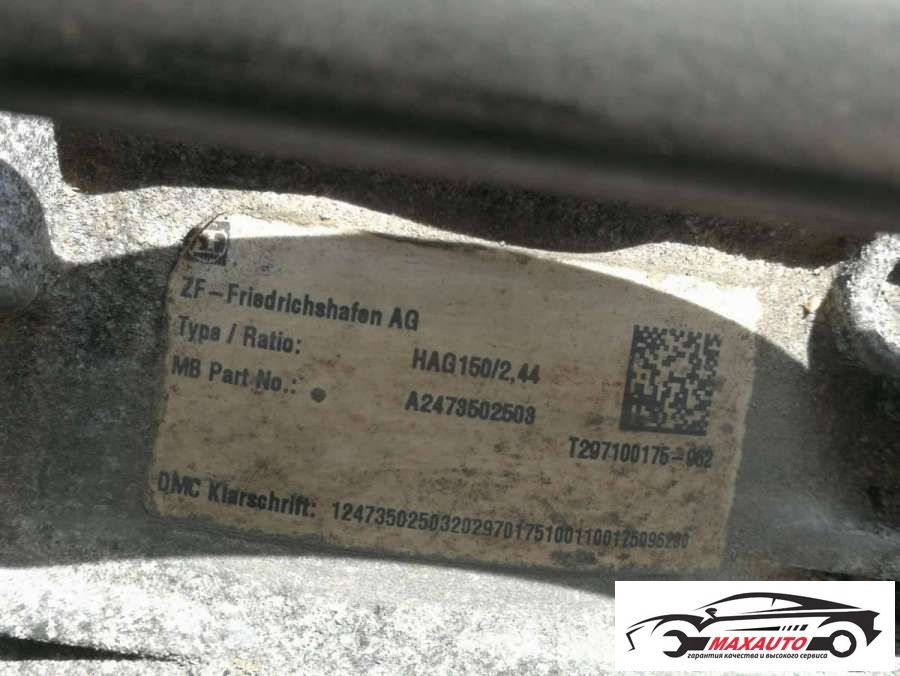 ZF-Friedrichshafen AG
Type / Ratio: HAG150/2,44
MB Part No.: A2473502503
T297100175-062
DMC Klarschrift:
MAXAUTO
гарантия качества и высокого сервиса